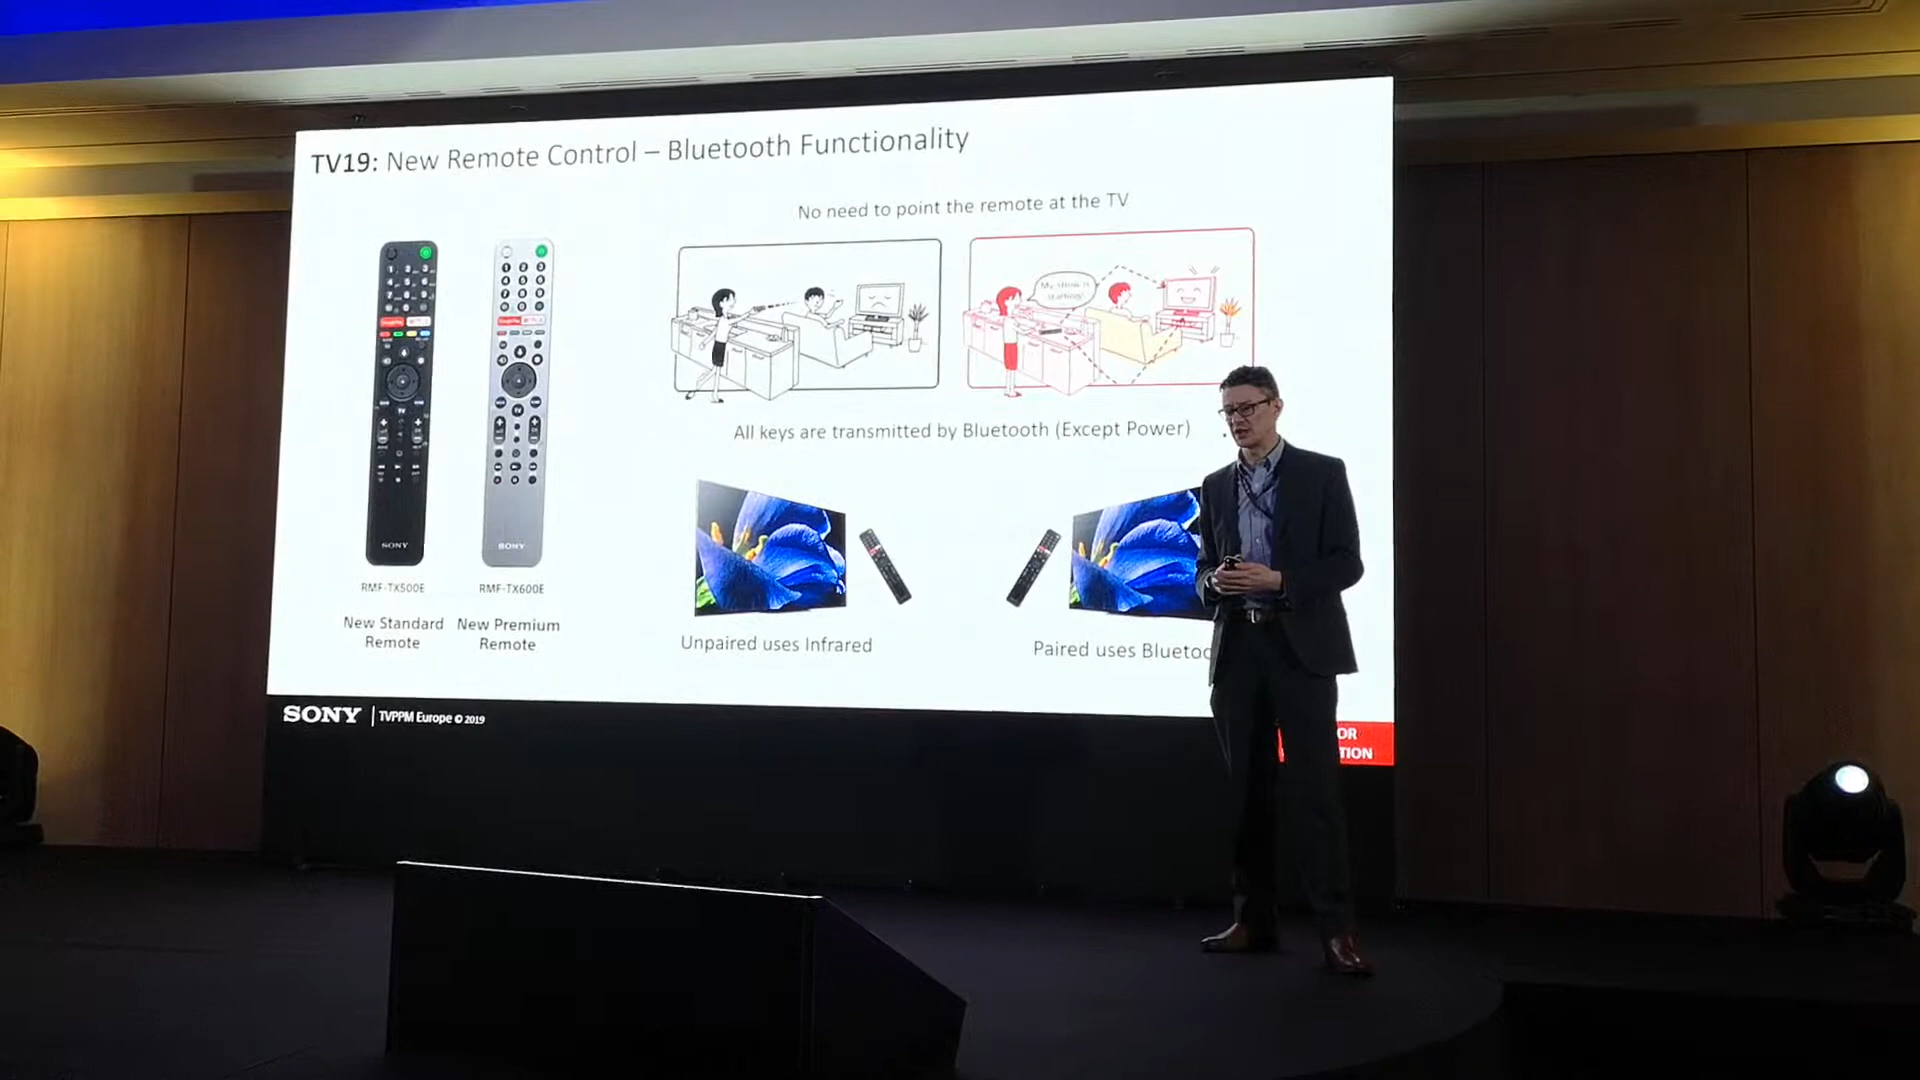 TV19: New Remote Control – Bluetooth Functionality
No need to point the remote at the TV
All keys are transmitted by Bluetooth (Except Power)
SONY
SONY
RMF-TX500E
RMF-TX600E
New Standard
Remote
New Premium
Remote
Unpaired uses Infrared
Paired uses Bluetoo
SONY
TVPPM Europe © 2019
OR
TION